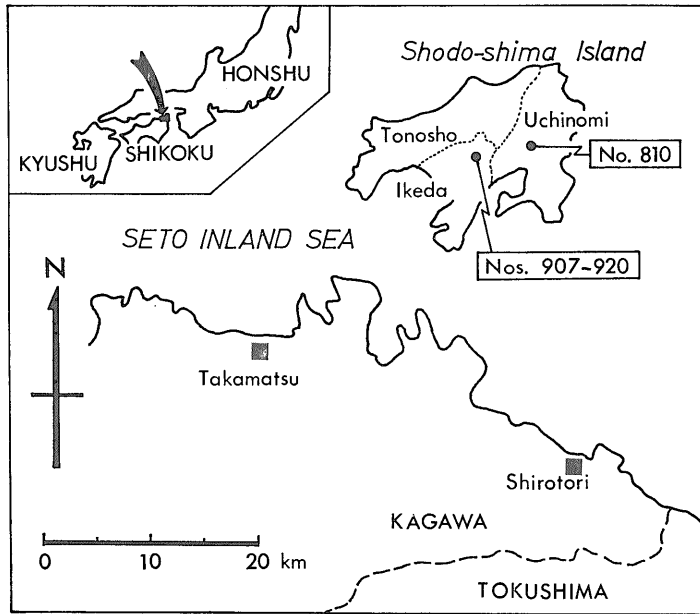 HONSHU
KYUSHU
SHIKOKU
Shodo-shima Island
Tonosho
Uchinomi
No. 810
Ikeda
Nos. 907~920
SETO INLAND SEA
N
Takamatsu
Shirotori
KAGAWA
0 10 20 km
TOKUSHIMA